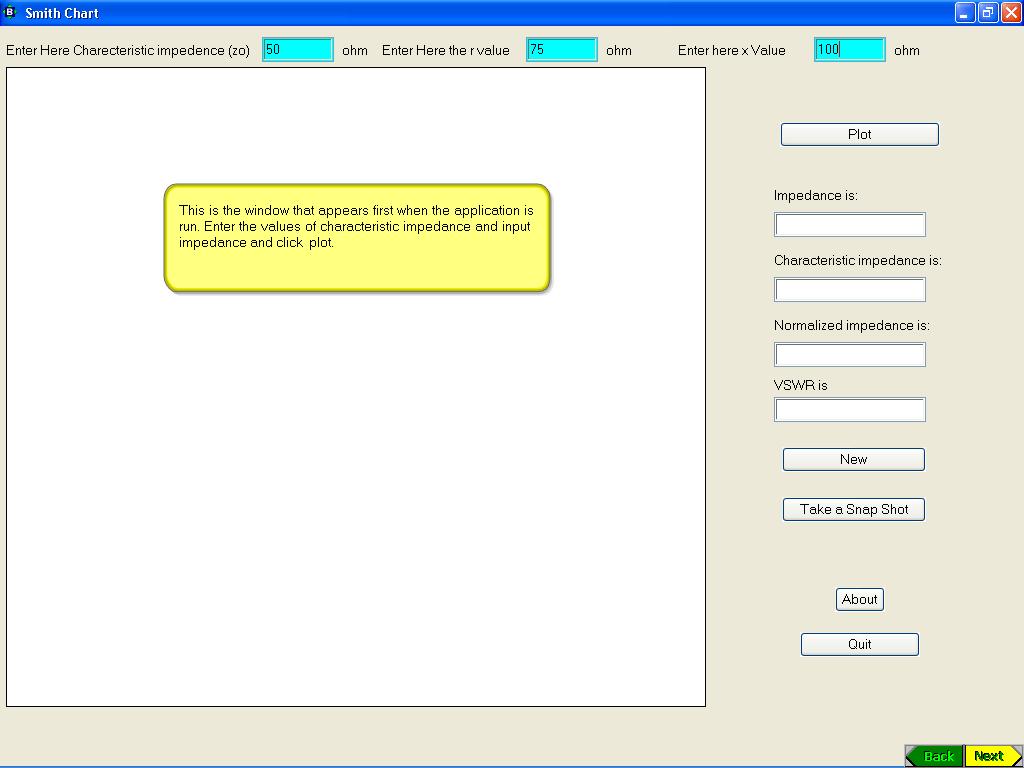 B Smith Chart
Enter Here Charecteristic impedence (zo) 50 ohm Enter Here the r value 75 ohm Enter here x Value 100 ohm
Plot
This is the window that appears first when the application is
run. Enter the values of characteristic impedance and input
impedance and click plot.
Impedance is:
Characteristic impedance is:
Normalized impedance is:
VSWR is
New
Take a Snap Shot
About
Quit
Back Next